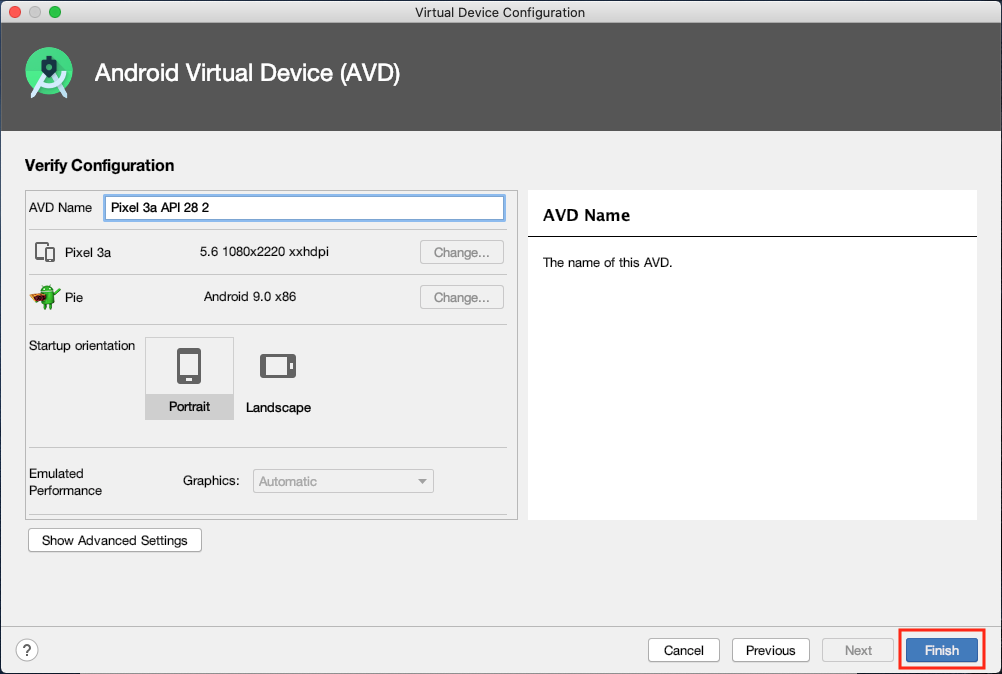 Virtual Device Configuration
Android Virtual Device (AVD)
Verify Configuration
AVD Name Pixel 3a API 28 2
Pixel 3a 5.6 1080x2220 xxhdpi Change...
Pie Android 9.0 x86 Change...
Startup orientation
Portrait Landscape
Emulated
Performance
Graphics: Automatic
Show Advanced Settings
AVD Name
The name of this AVD.
? Cancel Previous Next Finish